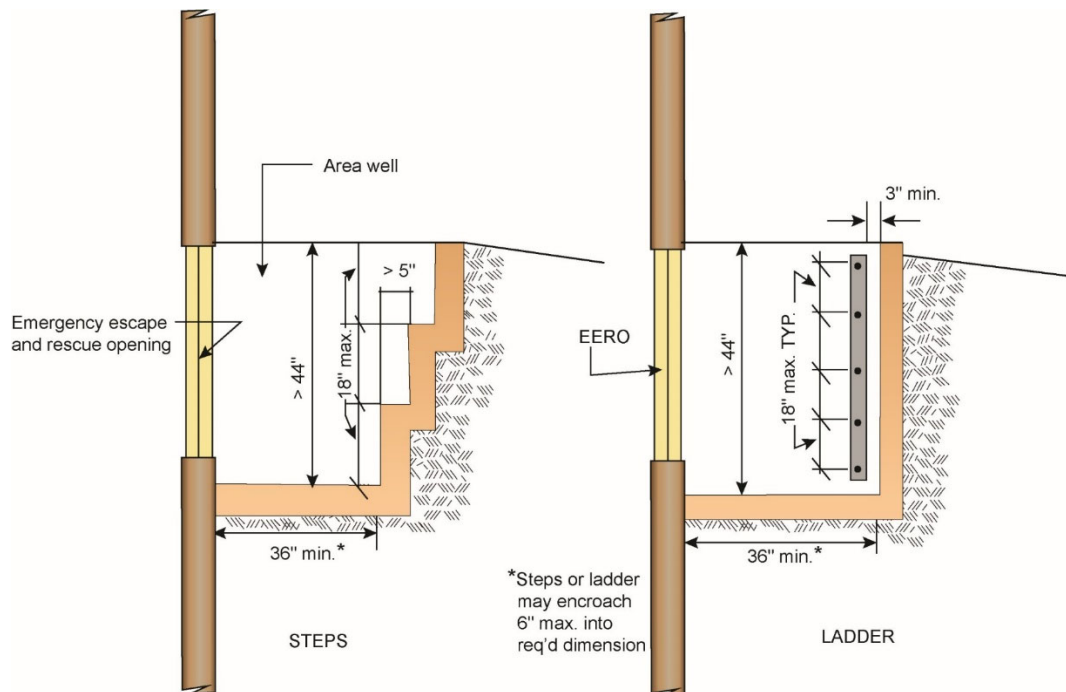 Area well
> 5"
Emergency escape
and rescue opening
> 44"
18" max.
36" min.*
STEPS
3" min.
EERO
> 44"
18" max. TYP.
36" min.*
*Steps or ladder
may encroach
6" max. into
req'd dimension
LADDER